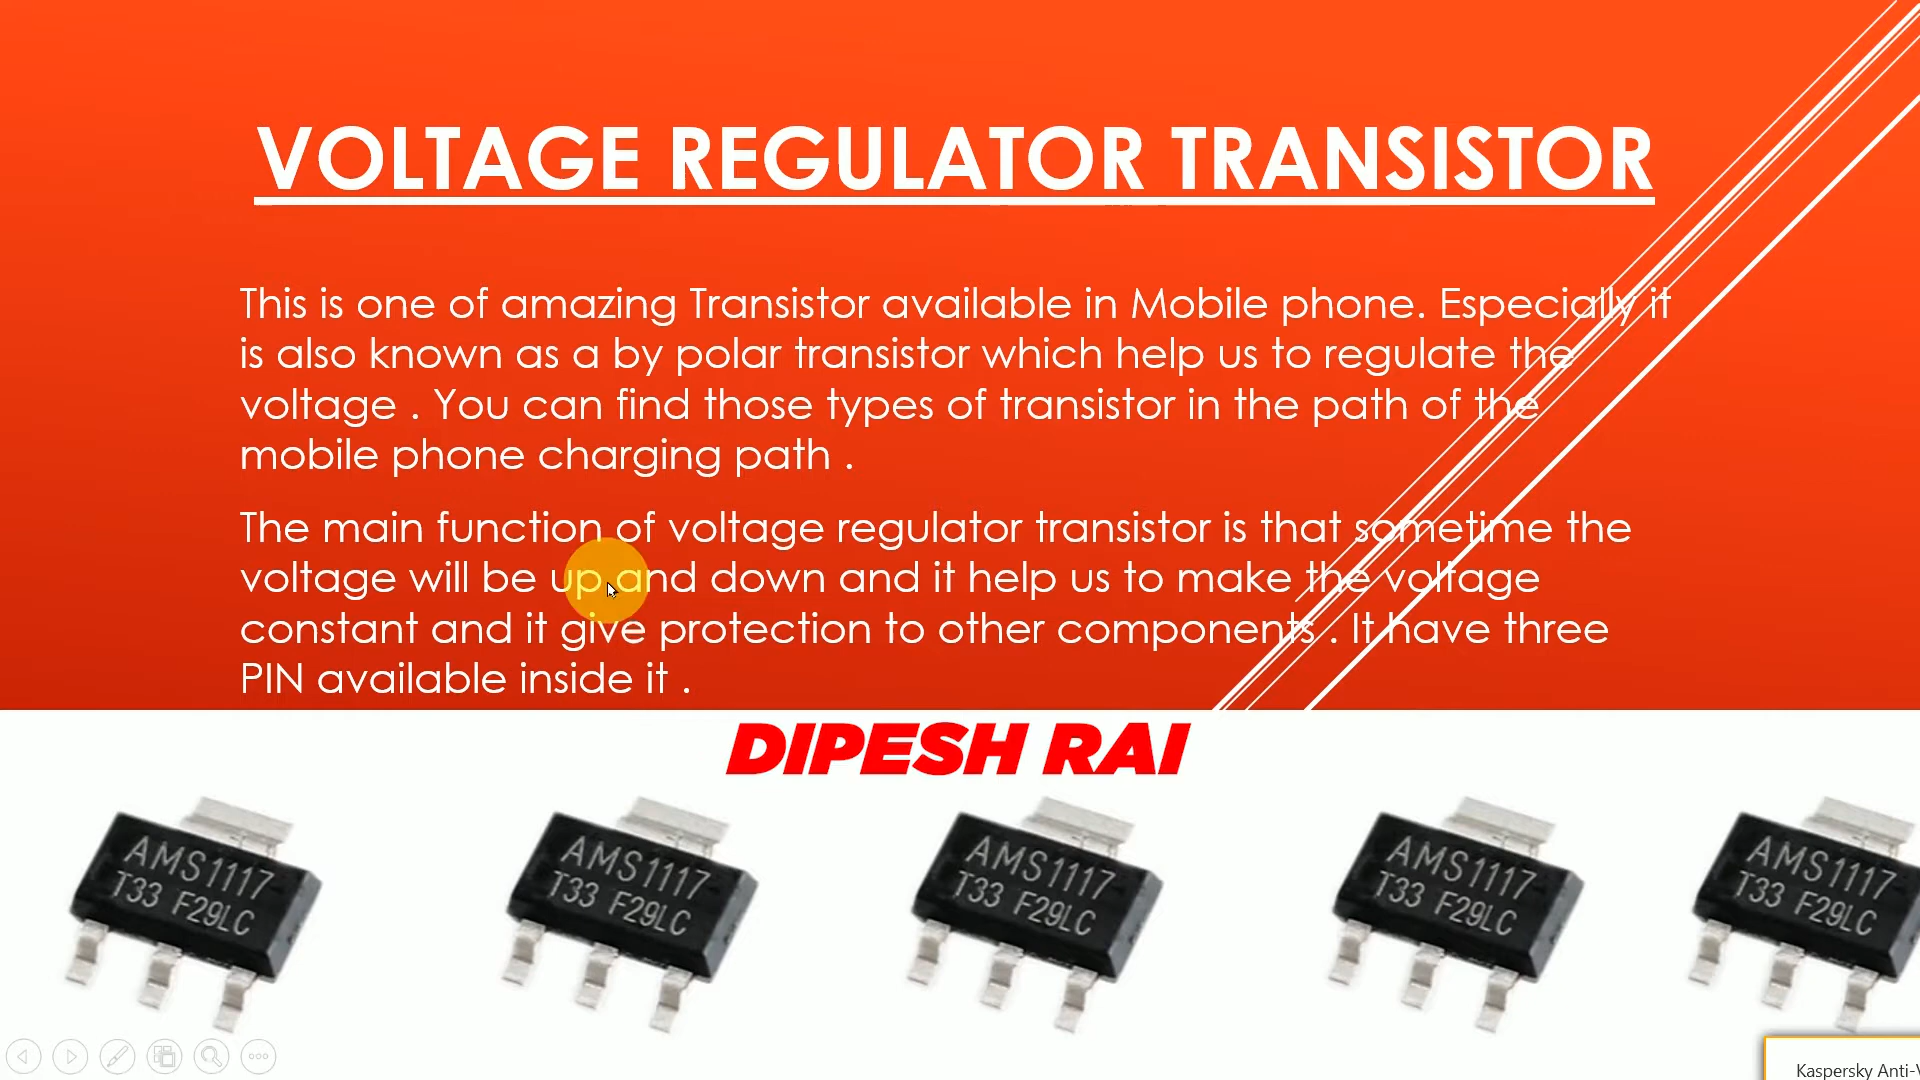 VOLTAGE REGULATOR TRANSISTOR
This is one of amazing Transistor available in Mobile phone. Especially it
is also known as a by polar transistor which help us to regulate the
voltage . You can find those types of transistor in the path of the
mobile phone charging path .
The main function of voltage regulator transistor is that sometime the
voltage will be up and down and it help us to make the voltage
constant and it give protection to other components . It have three
PIN available inside it .
DIPESH RAI
AMS1117
T33 F29LC
AMS1117
T33 F29LC
AMS1117
T33 F29LC
AMS1117
T33 F29LC
AMS1117
T33 F29LC
Kaspersky Anti-